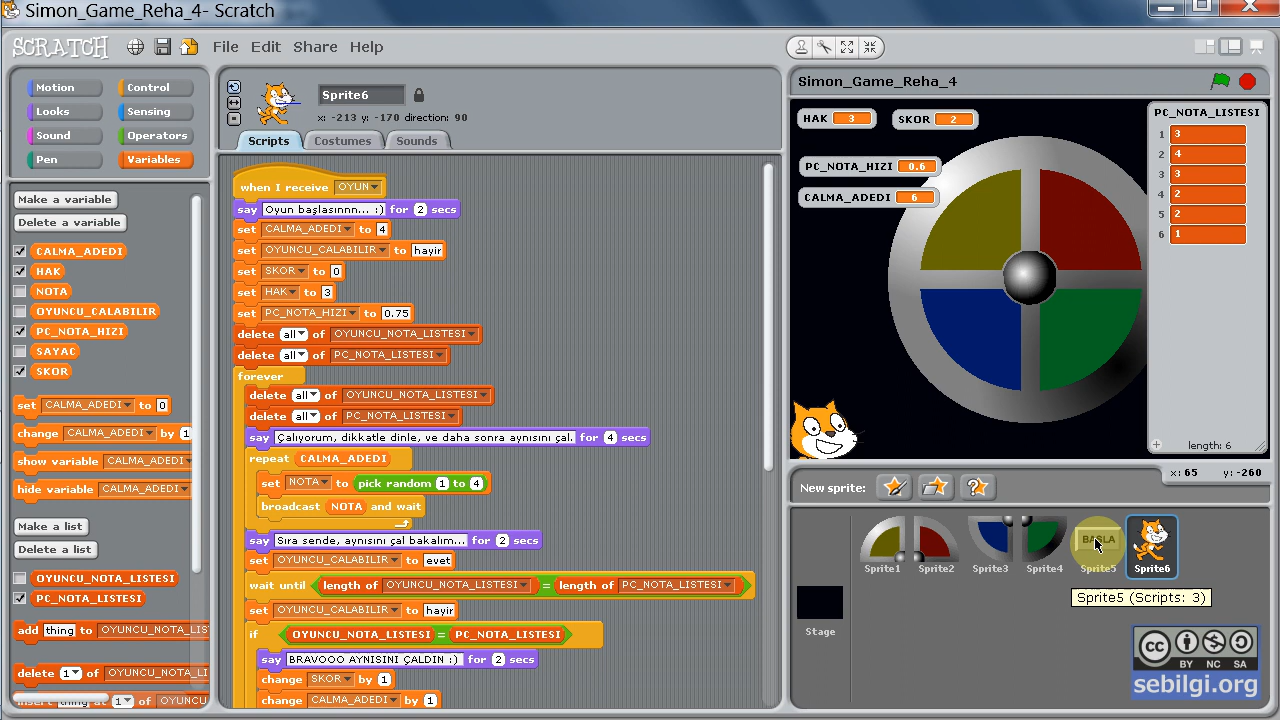 Simon_Game_Reha_4- Scratch
SCRATCH File Edit Share Help
Motion Control
Looks Sensing
Sound Operators
Pen Variables
Make a variable
Delete a variable
CALMA_ADEDI
HAK
NOTA
OYUNCU_CALABILIR
PC_NOTA_HIZI
SAYAC
SKOR
set CALMA_ADEDI to 0
change CALMA_ADEDI by 1
show variable CALMA_ADEDI
hide variable CALMA_ADEDI
Make a list
Delete a list
OYUNCU_NOTA_LISTESI
PC_NOTA_LISTESI
add thing to OYUNCU_NOTA_LIS
delete 1 of OYUNCU_NOTA_LI
insert thing at 1 of OYUNCU
Sprite6
x: -213 y: -170 direction: 90
Scripts Costumes Sounds
when I receive OYUN
say Oyun başlasınnn... :) for 2 secs
set CALMA_ADEDI to 4
set OYUNCU_CALABILIR to hayir
set SKOR to 0
set HAK to 3
set PC_NOTA_HIZI to 0.75
delete all of OYUNCU_NOTA_LISTESI
delete all of PC_NOTA_LISTESI
forever
delete all of OYUNCU_NOTA_LISTESI
delete all of PC_NOTA_LISTESI
say Çalıyorum, dikkatle dinle, ve daha sonra aynısını çal. for 4 secs
repeat CALMA_ADEDI
set NOTA to pick random 1 to 4
broadcast NOTA and wait
say Sıra sende, aynısını çal bakalım... for 2 secs
set OYUNCU_CALABILIR to evet
wait until length of OYUNCU_NOTA_LISTESI = length of PC_NOTA_LISTESI
set OYUNCU_CALABILIR to hayir
if OYUNCU_NOTA_LISTESI = PC_NOTA_LISTESI
say BRAVOOO AYNISINI ÇALDIN :) for 2 secs
change SKOR by 1
change CALMA_ADEDI by 1
Simon_Game_Reha_4
HAK 3 SKOR 2
PC_NOTA_HIZI 0.6
CALMA_ADEDI 6
PC_NOTA_LISTESI
1 3
2 4
3 3
4 2
5 2
6 1
+ length: 6
x: 65 y: -260
New sprite:
BAŞLA
Sprite1 Sprite2 Sprite3 Sprite4 Sprite5 Sprite6
Sprite5 (Scripts: 3)
Stage
CC BY NC SA
sebilgi.org